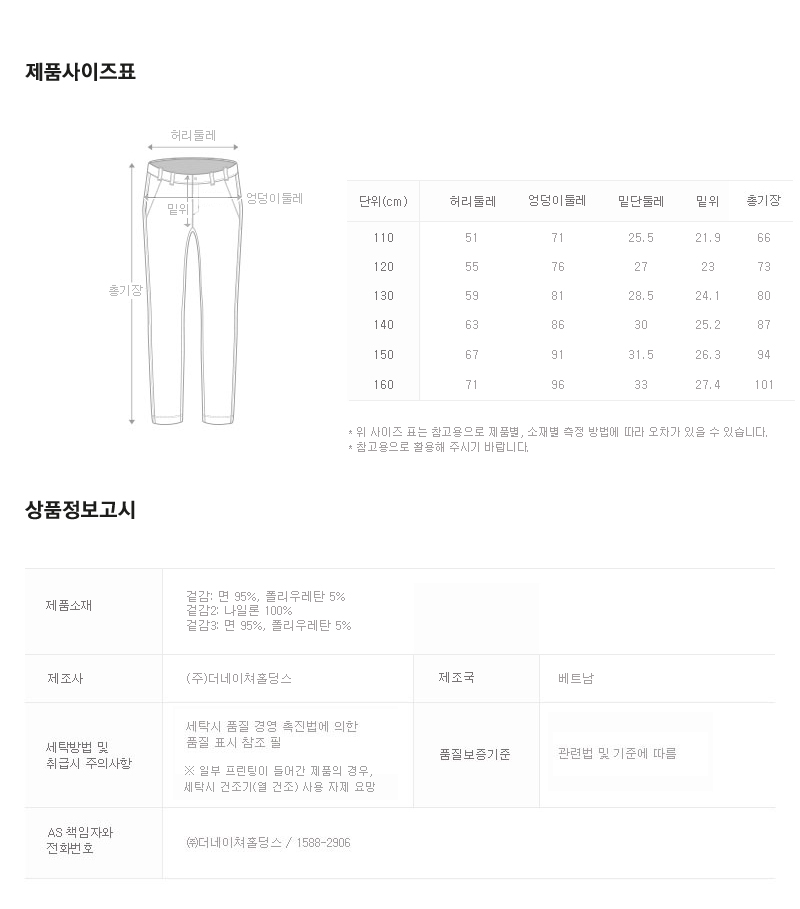 제품사이즈표
허리둘레
엉덩이둘레
밑위
총기장
단위(cm) 허리둘레 엉덩이둘레 밑단둘레 밑위 총기장
110 51 71 25.5 21.9 66
120 55 76 27 23 73
130 59 81 28.5 24.1 80
140 63 86 30 25.2 87
150 67 91 31.5 26.3 94
160 71 96 33 27.4 101
* 위 사이즈 표는 참고용으로 제품별, 소재별 측정 방법에 따라 오차가 있을 수 있습니다.
* 참고용으로 활용해 주시기 바랍니다.
상품정보고시
제품소재
겉감: 면 95%, 폴리우레탄 5%
겉감2: 나일론 100%
겉감3: 면 95%, 폴리우레탄 5%
제조사 (주)더네이쳐홀딩스 제조국 베트남
세탁방법 및
취급시 주의사항
세탁시 품질 경영 촉진법에 의한
품질 표시 참조 필
※ 일부 프린팅이 들어간 제품의 경우,
세탁시 건조기(열 건조) 사용 자제 요망
품질보증기준 관련법 및 기준에 따름
AS 책임자와
전화번호
㈜더네이쳐홀딩스 / 1588-2906